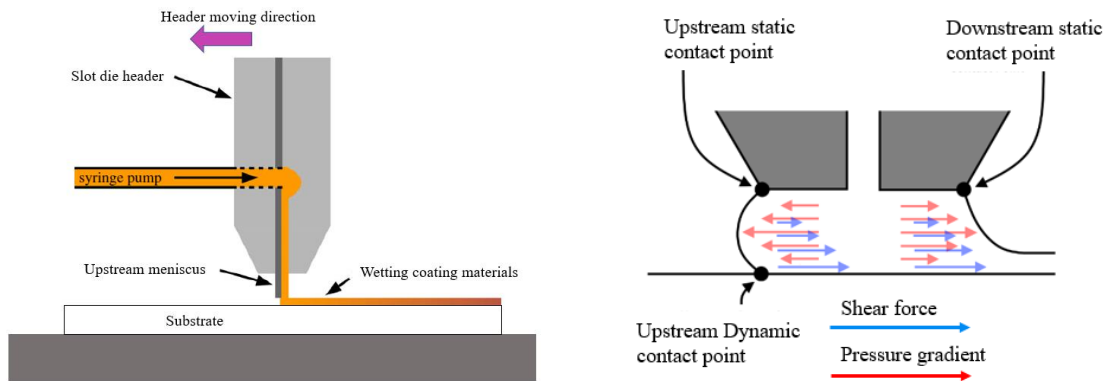 Header moving direction
Slot die header
syringe pump
Upstream meniscus
Wetting coating materials
Substrate
Upstream static
contact point
Downstream static
contact point
Upstream Dynamic
contact point
Shear force
Pressure gradient